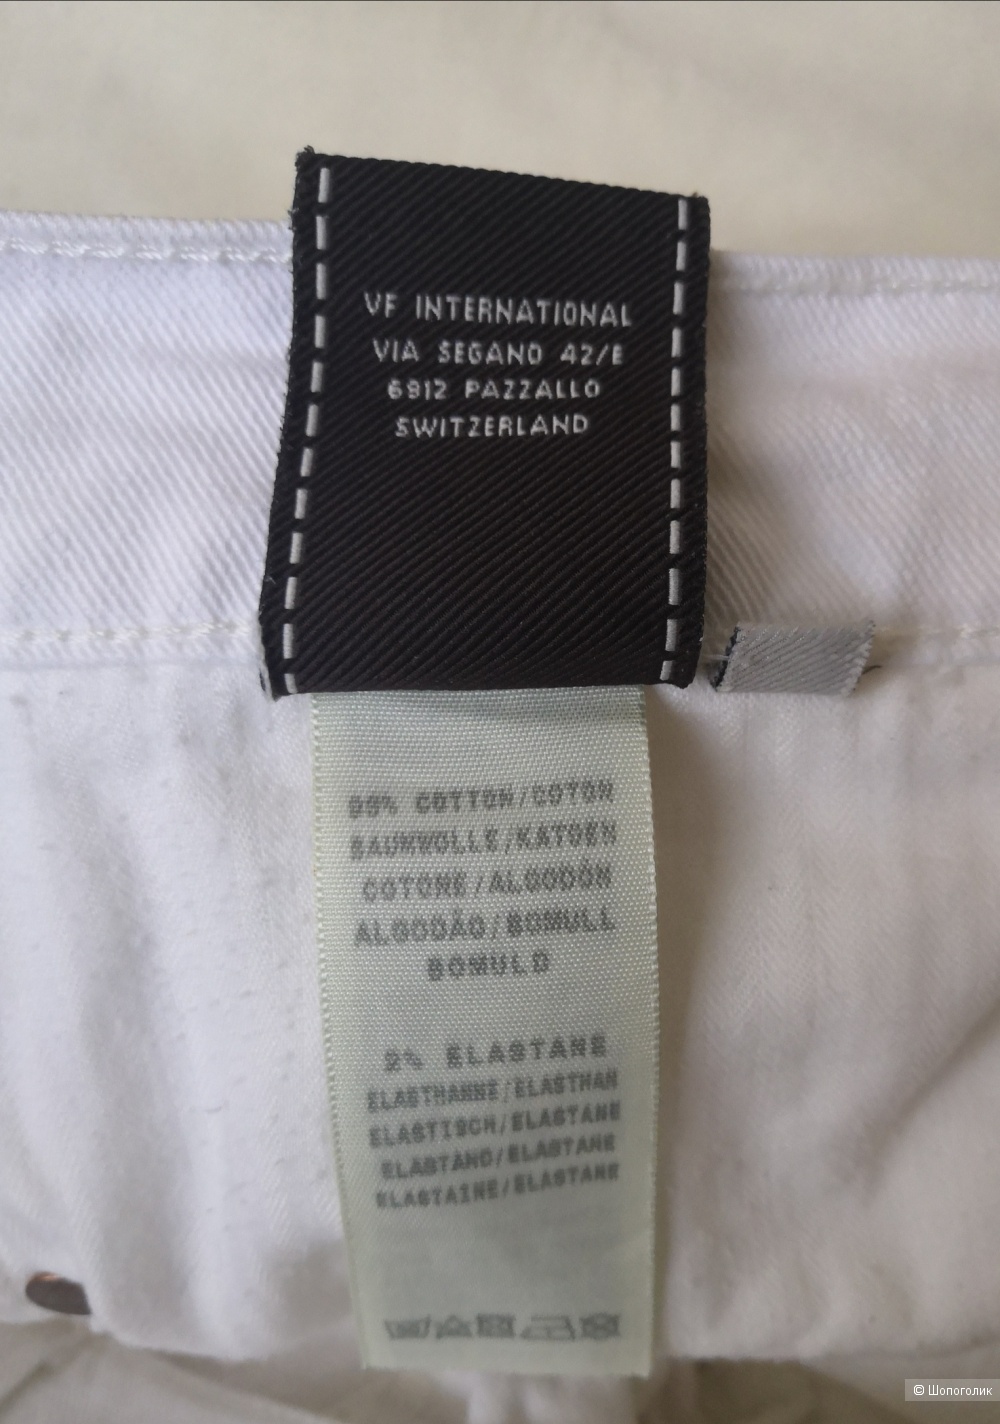 VF INTERNATIONAL
VIA SEGANO 42/E
6912 PAZZALLO
SWITZERLAND
98% COTTON/COTON
BAUMWOLLE/KATOEN
COTONE/ALGODÓN
ALGODÃO/BOMULL
BOMULD
2% ELASTANE
ELASTHANNE/ELASTHAN
ELASTISCH/ELASTANE
ELASTANO/ELASTANE
ELASTAINE/ELASTANE
© Шопоголик